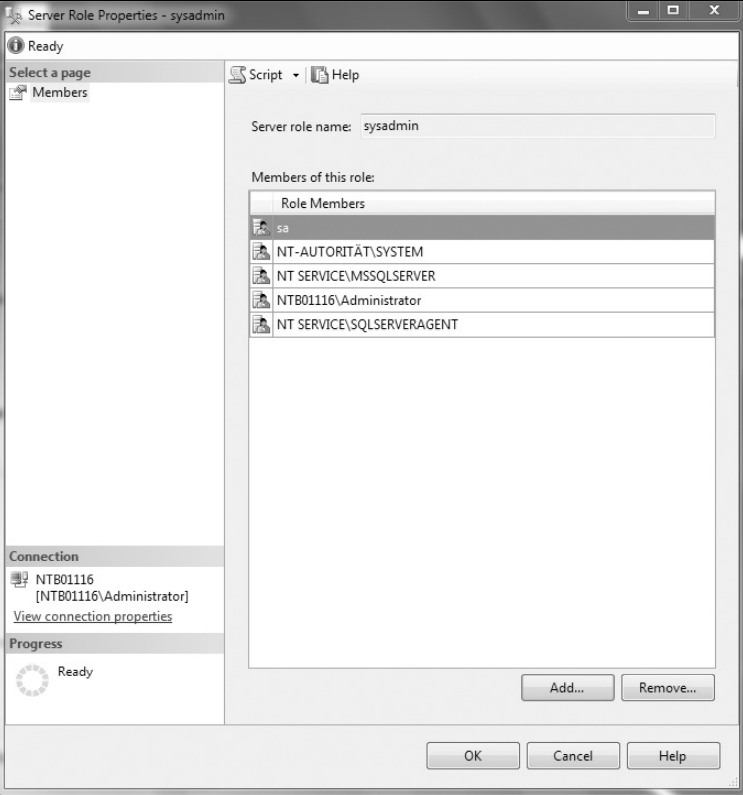 Server Role Properties - sysadmin
Ready
Select a page
Members
Script
Help
Server role name: sysadmin
Members of this role:
Role Members
sa
NT-AUTORITÄT\SYSTEM
NT SERVICE\MSSQLSERVER
NTB01116\Administrator
NT SERVICE\SQLSERVERAGENT
Connection
NTB01116
[NTB01116\Administrator]
View connection properties
Progress
Ready
Add...
Remove...
OK
Cancel
Help